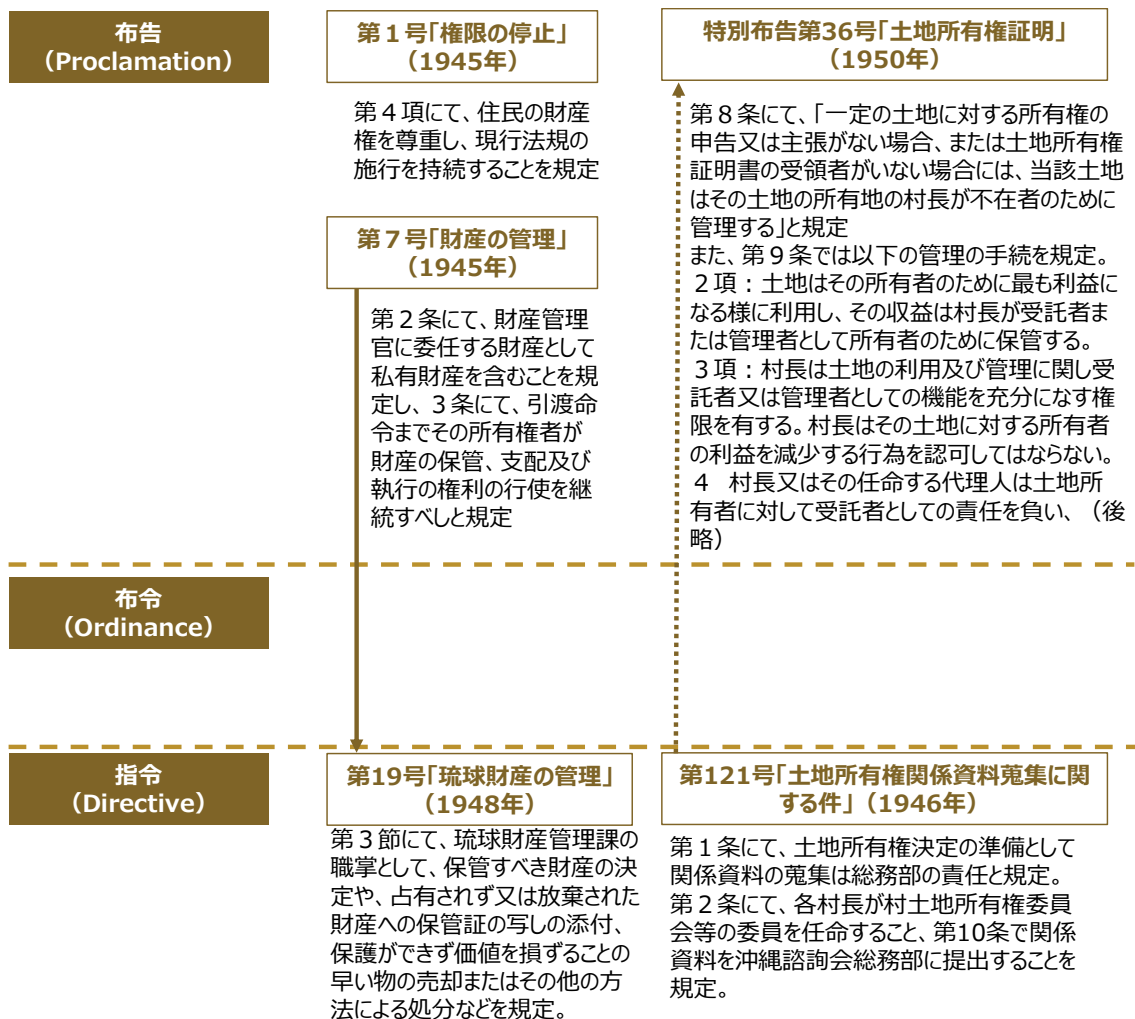 布告
（Proclamation）
第１号「権限の停止」
（1945年）
第４項にて、住民の財産
権を尊重し、現行法規の
施行を持続することを規定
第７号「財産の管理」
（1945年）
第２条にて、財産管理
官に委任する財産として
私有財産を含むことを規
定し、３条にて、引渡命
令までその所有権者が
財産の保管、支配及び
執行の権利の行使を継
続すべしと規定
特別布告第36号「土地所有権証明」
（1950年）
第８条にて、「一定の土地に対する所有権の
申告又は主張がない場合、または土地所有権
証明書の受領者がいない場合には、当該土地
はその土地の所有地の村長が不在者のために
管理する」と規定
また、第９条では以下の管理の手続を規定。
２項：土地はその所有者のために最も利益に
なる様に利用し、その収益は村長が受託者ま
たは管理者として所有者のために保管する。
３項：村長は土地の利用及び管理に関し受
託者又は管理者としての機能を充分になす権
限を有する。村長はその土地に対する所有者
の利益を減少する行為を認可してはならない。
４　村長又はその任命する代理人は土地所
有者に対して受託者としての責任を負い、（後
略）
布令
（Ordinance）
指令
（Directive）
第19号「琉球財産の管理」
（1948年）
第３節にて、琉球財産管理課の
職掌として、保管すべき財産の決
定や、占有されず又は放棄された
財産への保管証の写しの添付、
保護ができず価値を損ずることの
早い物の売却またはその他の方
法による処分などを規定。
第121号「土地所有権関係資料蒐集に関
する件」（1946年）
第１条にて、土地所有権決定の準備として
関係資料の蒐集は総務部の責任と規定。
第２条にて、各村長が村土地所有権委員
会等の委員を任命すること、第10条で関係
資料を沖縄諮詢会総務部に提出することを
規定。